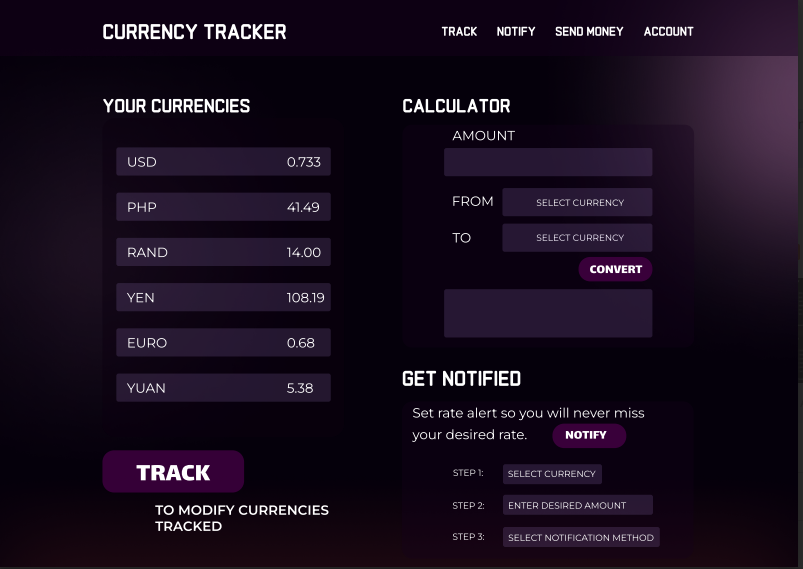 CURRENCY TRACKER
TRACK NOTIFY SEND MONEY ACCOUNT
YOUR CURRENCIES
USD 0.733
PHP 41.49
RAND 14.00
YEN 108.19
EURO 0.68
YUAN 5.38
TRACK
TO MODIFY CURRENCIES
TRACKED
CALCULATOR
AMOUNT
FROM SELECT CURRENCY
TO SELECT CURRENCY
CONVERT
GET NOTIFIED
Set rate alert so you will never miss
your desired rate. NOTIFY
STEP 1: SELECT CURRENCY
STEP 2: ENTER DESIRED AMOUNT
STEP 3: SELECT NOTIFICATION METHOD